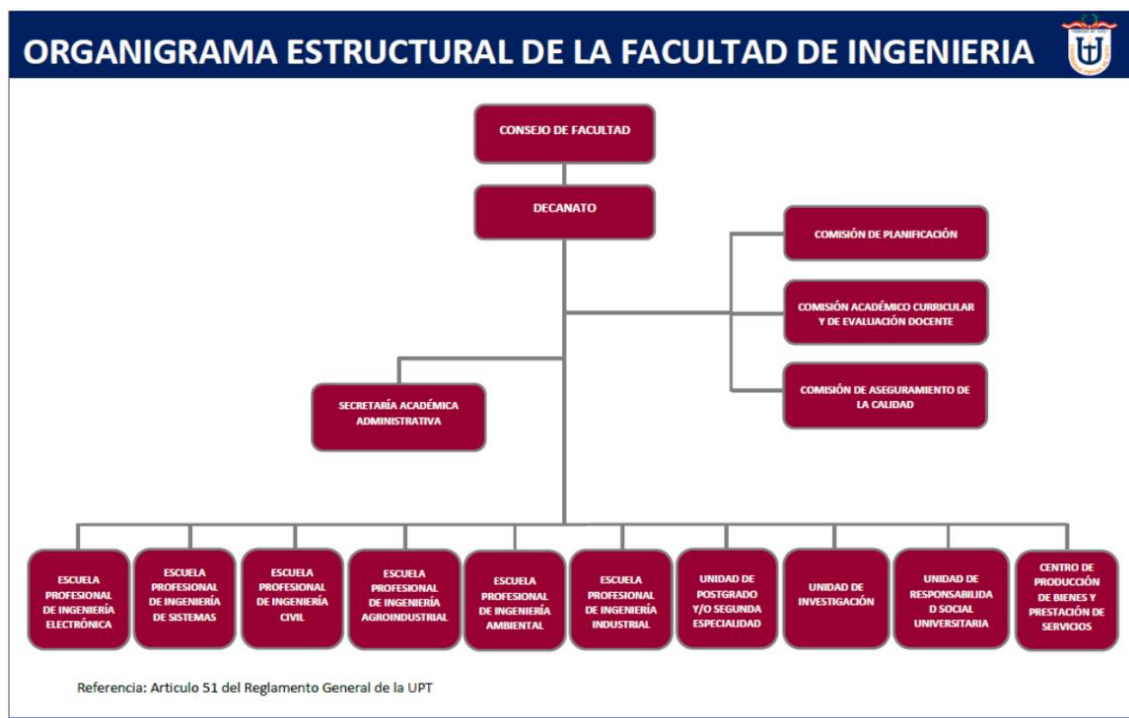 ORGANIGRAMA ESTRUCTURAL DE LA FACULTAD DE INGENIERIA
CONSEJO DE FACULTAD
DECANATO
COMISIÓN DE PLANIFICACIÓN
COMISIÓN ACADÉMICO CURRICULAR
Y DE EVALUACIÓN DOCENTE
COMISIÓN DE ASEGURAMIENTO DE
LA CALIDAD
SECRETARÍA ACADÉMICA
ADMINISTRATIVA
ESCUELA
PROFESIONAL
DE INGENIERÍA
ELECTRÓNICA
ESCUELA
PROFESIONAL
DE INGENIERÍA
DE SISTEMAS
ESCUELA
PROFESIONAL
DE INGENIERÍA
CIVIL
ESCUELA
PROFESIONAL
DE INGENIERÍA
AGROINDUSTRIAL
ESCUELA
PROFESIONAL
DE INGENIERÍA
AMBIENTAL
ESCUELA
PROFESIONAL
DE INGENIERÍA
INDUSTRIAL
UNIDAD DE
POSTGRADO
Y/O SEGUNDA
ESPECIALIDAD
UNIDAD DE
INVESTIGACIÓN
UNIDAD DE
RESPONSABILIDA
D SOCIAL
UNIVERSITARIA
CENTRO DE
PRODUCCIÓN
DE BIENES Y
PRESTACIÓN DE
SERVICIOS
Referencia: Articulo 51 del Reglamento General de la UPT